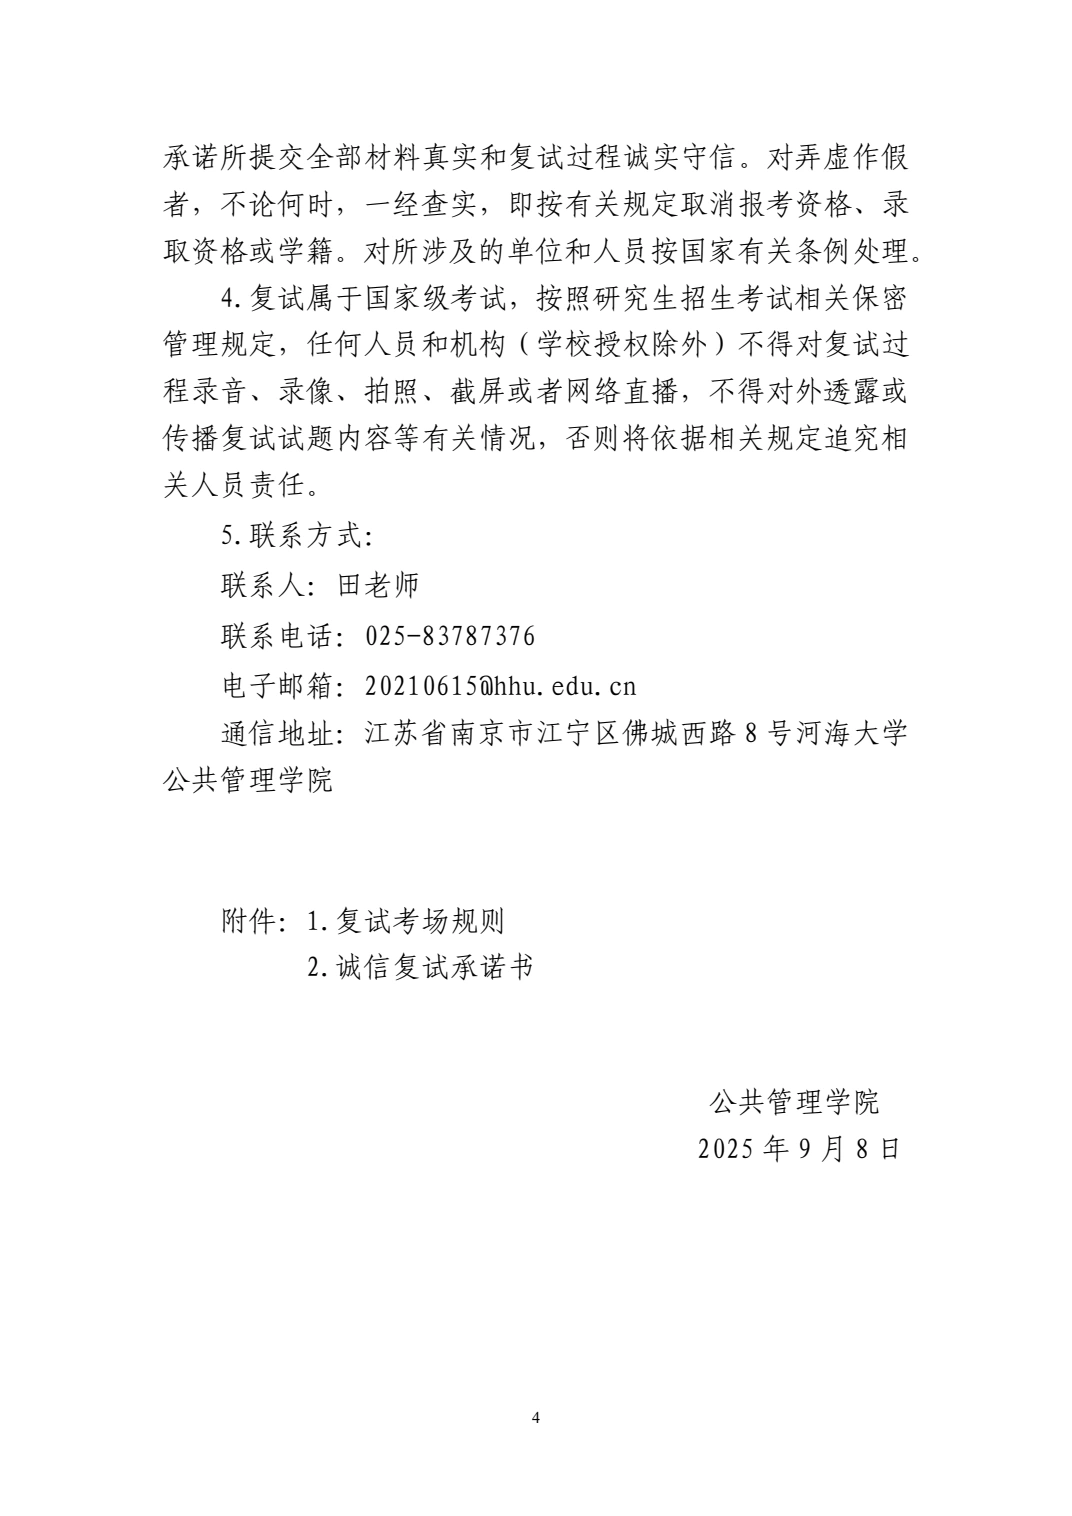 承诺所提交全部材料真实和复试过程诚实守信。对弄虚作假
者，不论何时，一经查实，即按有关规定取消报考资格、录
取资格或学籍。对所涉及的单位和人员按国家有关条例处理。
4.复试属于国家级考试，按照研究生招生考试相关保密
管理规定，任何人员和机构（学校授权除外）不得对复试过
程录音、录像、拍照、截屏或者网络直播，不得对外透露或
传播复试试题内容等有关情况，否则将依据相关规定追究相
关人员责任。
5.联系方式：
联系人：田老师
联系电话：025-83787376
电子邮箱：20210615@hhu.edu.cn
通信地址：江苏省南京市江宁区佛城西路 8 号河海大学
公共管理学院
附件：1.复试考场规则
2.诚信复试承诺书
公共管理学院
2025 年 9 月 8 日
4